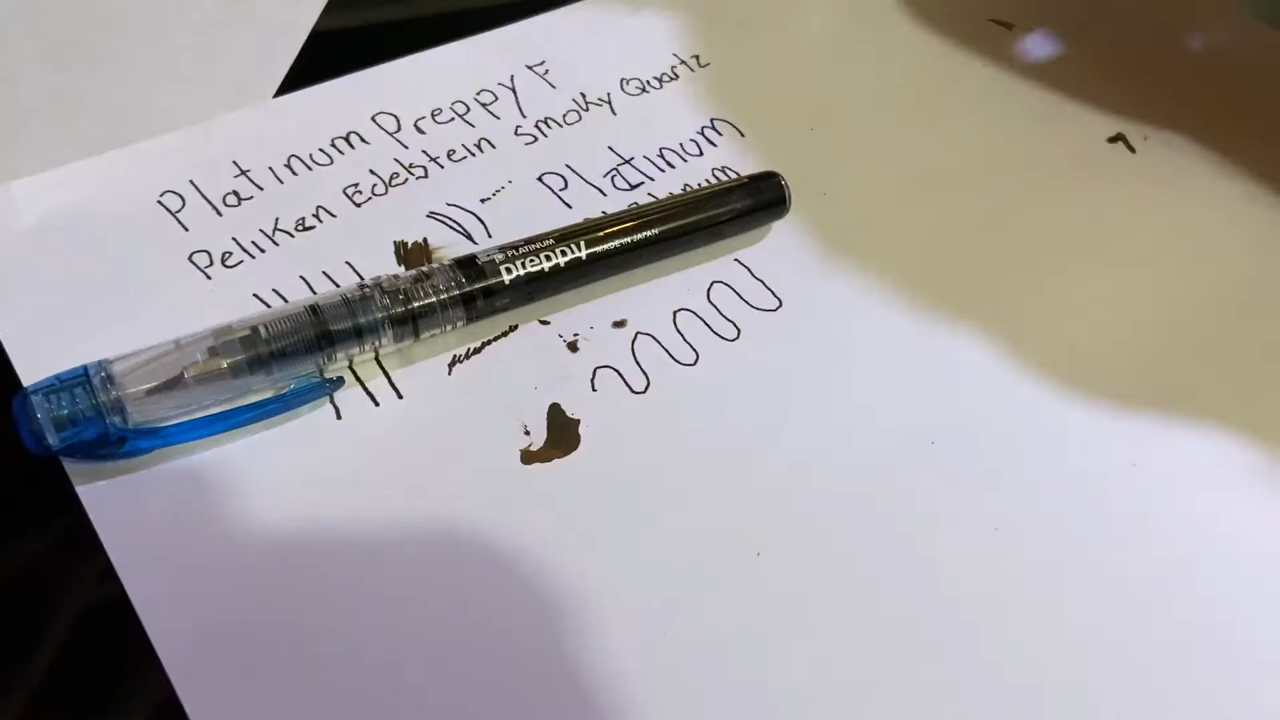 Platinum Preppy F
Pelikan Edelstein Smoky Quartz
Platinum
PLATINUM
preppy MADE IN JAPAN